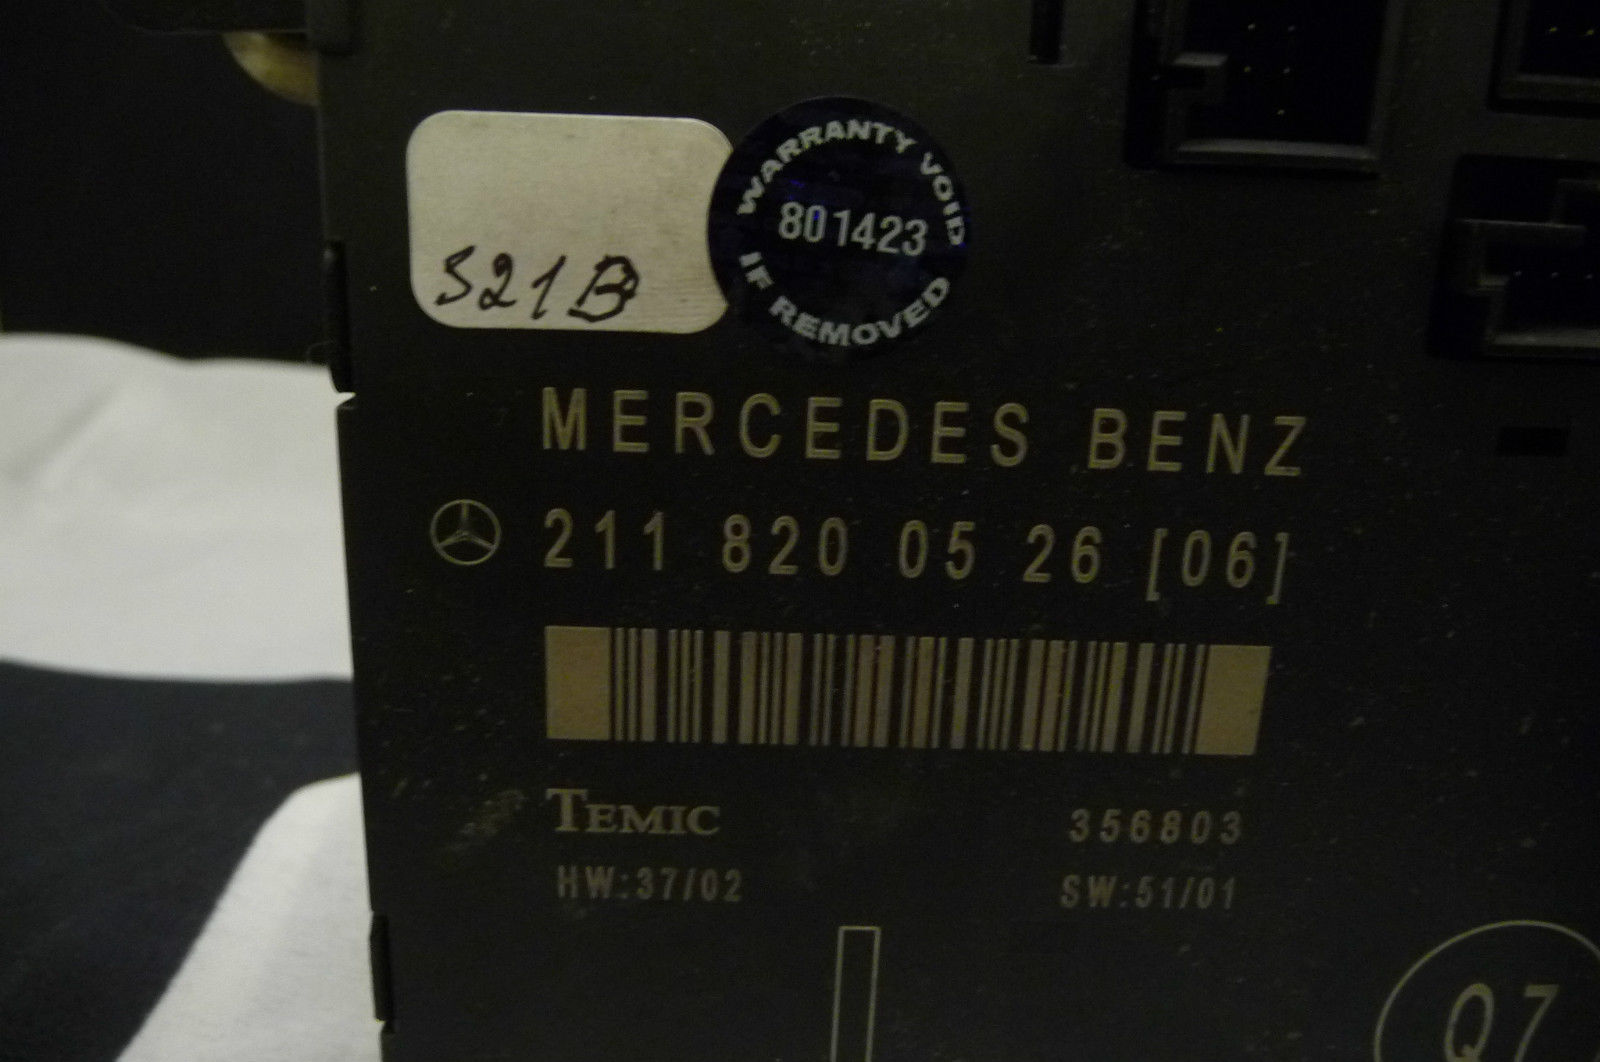 WARRANTY VOID
801423
IF REMOVED
S21B
MERCEDES BENZ
211 820 05 26 [06]
TEMIC 356803
HW:37/02 SW:51/01
Q7